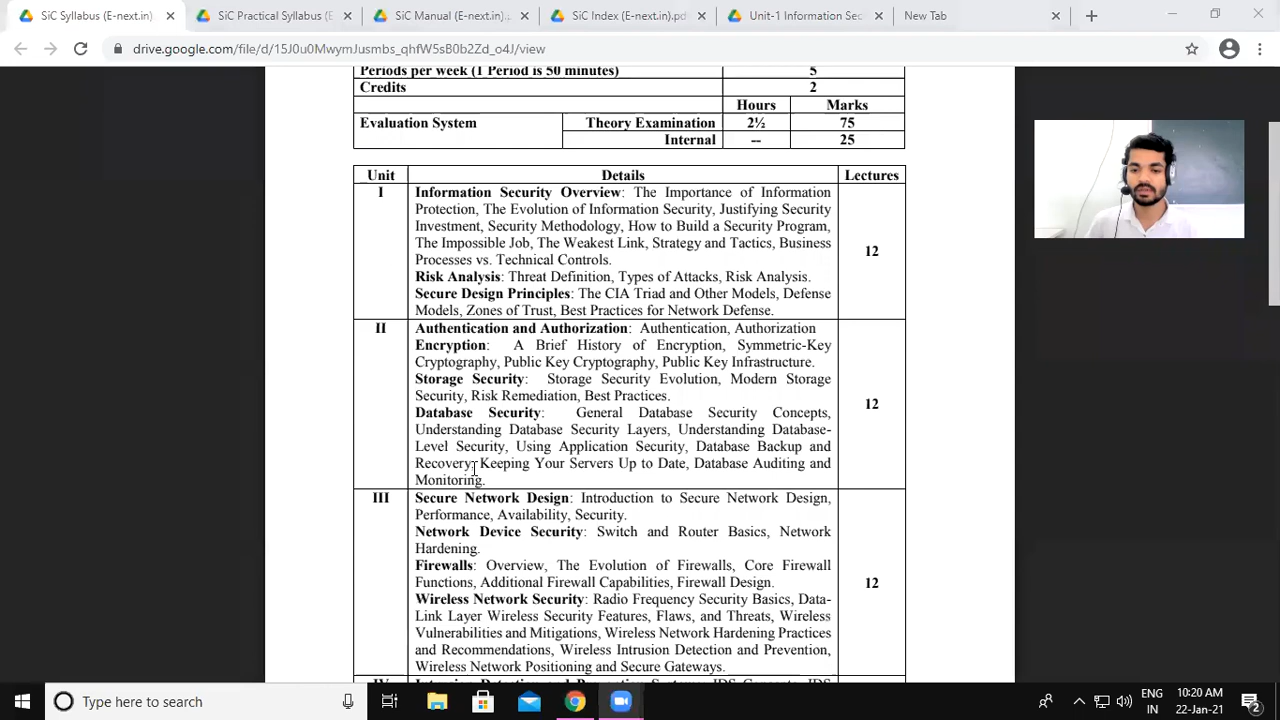 SiC Syllabus (E-next.in).
SiC Practical Syllabus (E-next.in
SiC Manual (E-next.in).
SiC Index (E-next.in).pd
Unit-1 Information Sec
New Tab
drive.google.com/file/d/15J0u0MwymJusmbs_qhfW5sB0b2Zd_o4J/view
Periods per week (1 Period is 50 minutes) 5
Credits 2
Hours Marks
Evaluation System Theory Examination 2½ 75
Internal -- 25
Unit Details Lectures
I Information Security Overview: The Importance of Information
Protection, The Evolution of Information Security, Justifying Security
Investment, Security Methodology, How to Build a Security Program,
The Impossible Job, The Weakest Link, Strategy and Tactics, Business
Processes vs. Technical Controls.
Risk Analysis: Threat Definition, Types of Attacks, Risk Analysis.
Secure Design Principles: The CIA Triad and Other Models, Defense
Models, Zones of Trust, Best Practices for Network Defense.
12
II Authentication and Authorization: Authentication, Authorization
Encryption: A Brief History of Encryption, Symmetric-Key
Cryptography, Public Key Cryptography, Public Key Infrastructure.
Storage Security: Storage Security Evolution, Modern Storage
Security, Risk Remediation, Best Practices.
Database Security: General Database Security Concepts,
Understanding Database Security Layers, Understanding Database-
Level Security, Using Application Security, Database Backup and
Recovery, Keeping Your Servers Up to Date, Database Auditing and
Monitoring.
12
III Secure Network Design: Introduction to Secure Network Design,
Performance, Availability, Security.
Network Device Security: Switch and Router Basics, Network
Hardening.
Firewalls: Overview, The Evolution of Firewalls, Core Firewall
Functions, Additional Firewall Capabilities, Firewall Design.
Wireless Network Security: Radio Frequency Security Basics, Data-
Link Layer Wireless Security Features, Flaws, and Threats, Wireless
Vulnerabilities and Mitigations, Wireless Network Hardening Practices
and Recommendations, Wireless Intrusion Detection and Prevention,
Wireless Network Positioning and Secure Gateways.
12
Type here to search
ENG
IN
10:20 AM
22-Jan-21
2